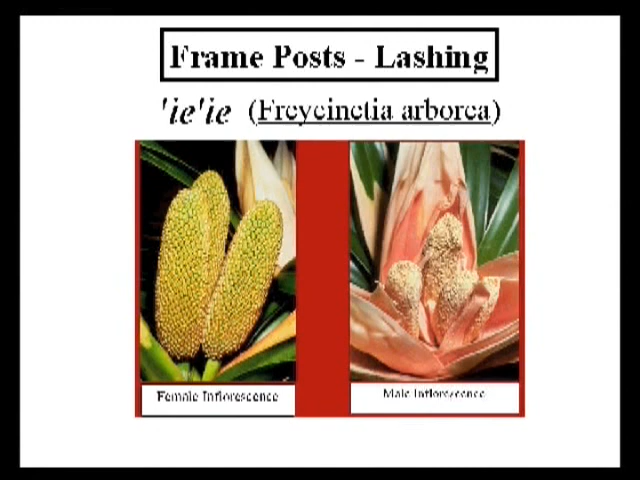 Frame Posts - Lashing
'ie'ie (Freycinetia arborea)
Female Inflorescence
Male Inflorescence